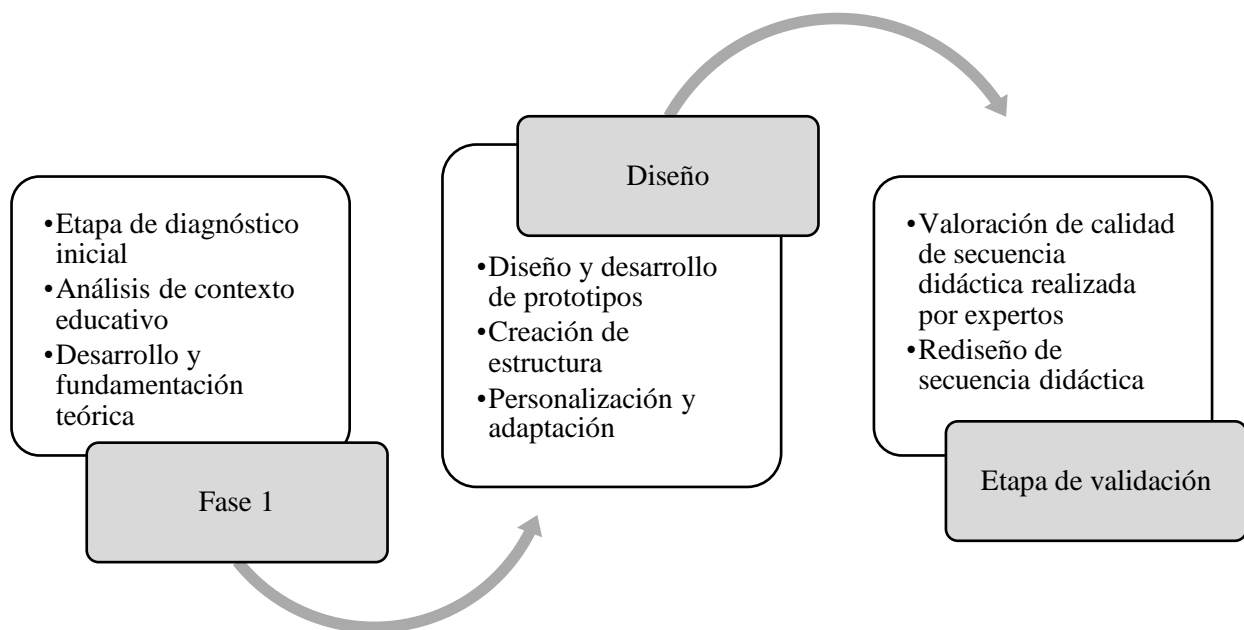 •Etapa de diagnóstico
inicial
•Análisis de contexto
educativo
•Desarrollo y
fundamentación
teórica
Fase 1
Diseño
•Diseño y desarrollo
de prototipos
•Creación de
estructura
•Personalización y
adaptación
•Valoración de calidad
de secuencia
didáctica realizada
por expertos
•Rediseño de
secuencia didáctica
Etapa de validación